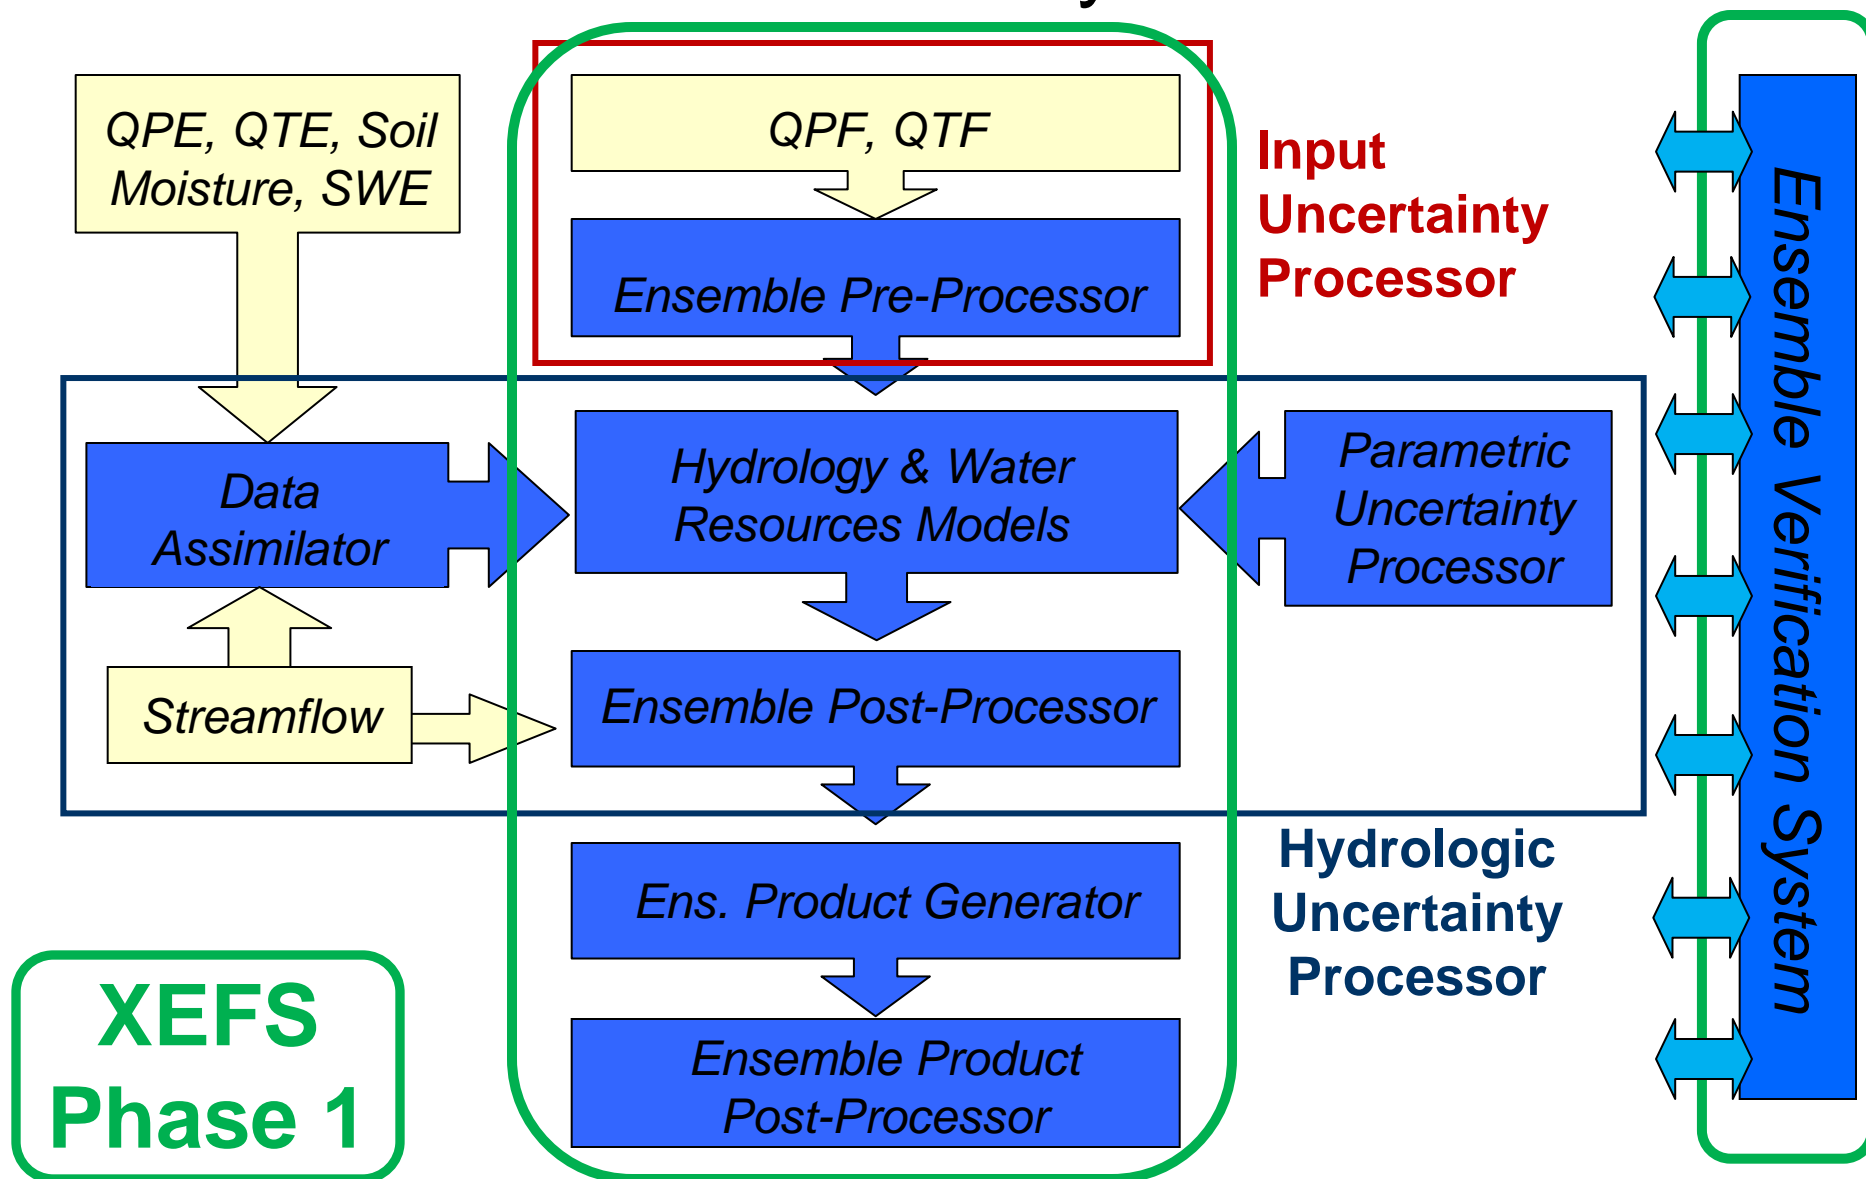 QPE, QTE, Soil
Moisture, SWE
QPF, QTF
Input
Uncertainty
Processor
Ensemble Pre-Processor
Data
Assimilator
Hydrology & Water
Resources Models
Parametric
Uncertainty
Processor
Streamflow
Ensemble Post-Processor
Hydrologic
Uncertainty
Processor
Ens. Product Generator
Ensemble Product
Post-Processor
XEFS
Phase 1
Ensemble Verification System